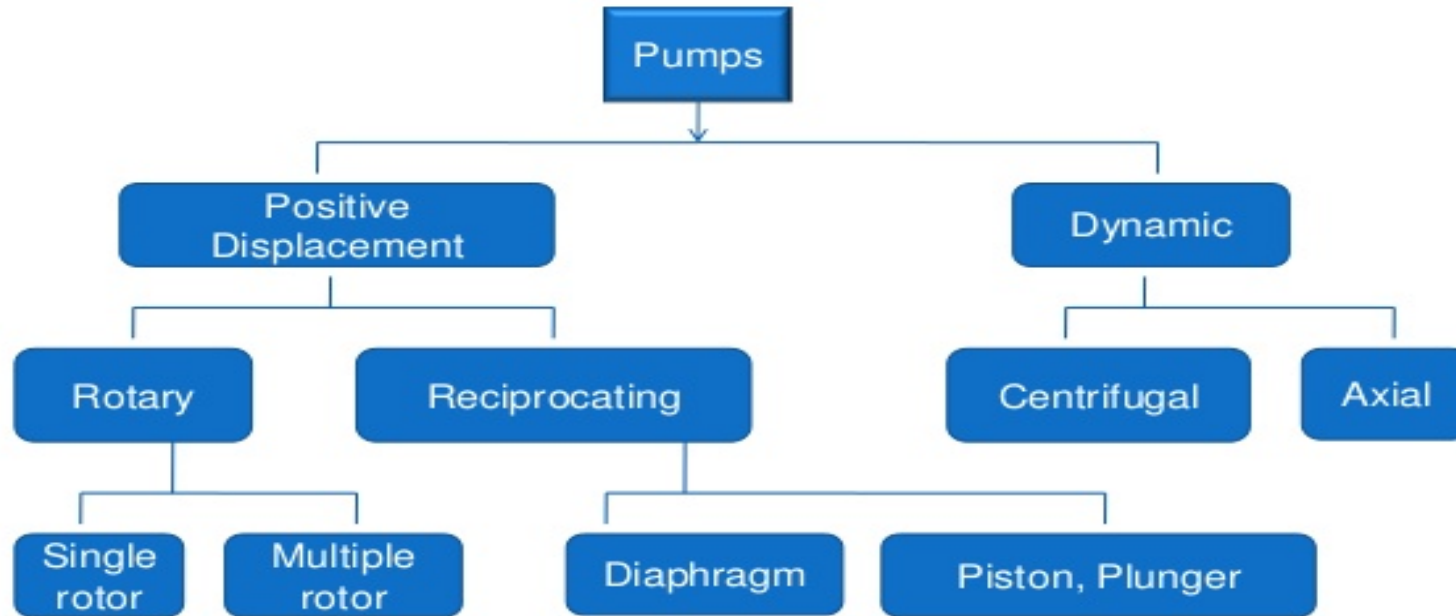 Pumps
Positive
Displacement
Dynamic
Rotary
Reciprocating
Centrifugal
Axial
Single
rotor
Multiple
rotor
Diaphragm
Piston, Plunger